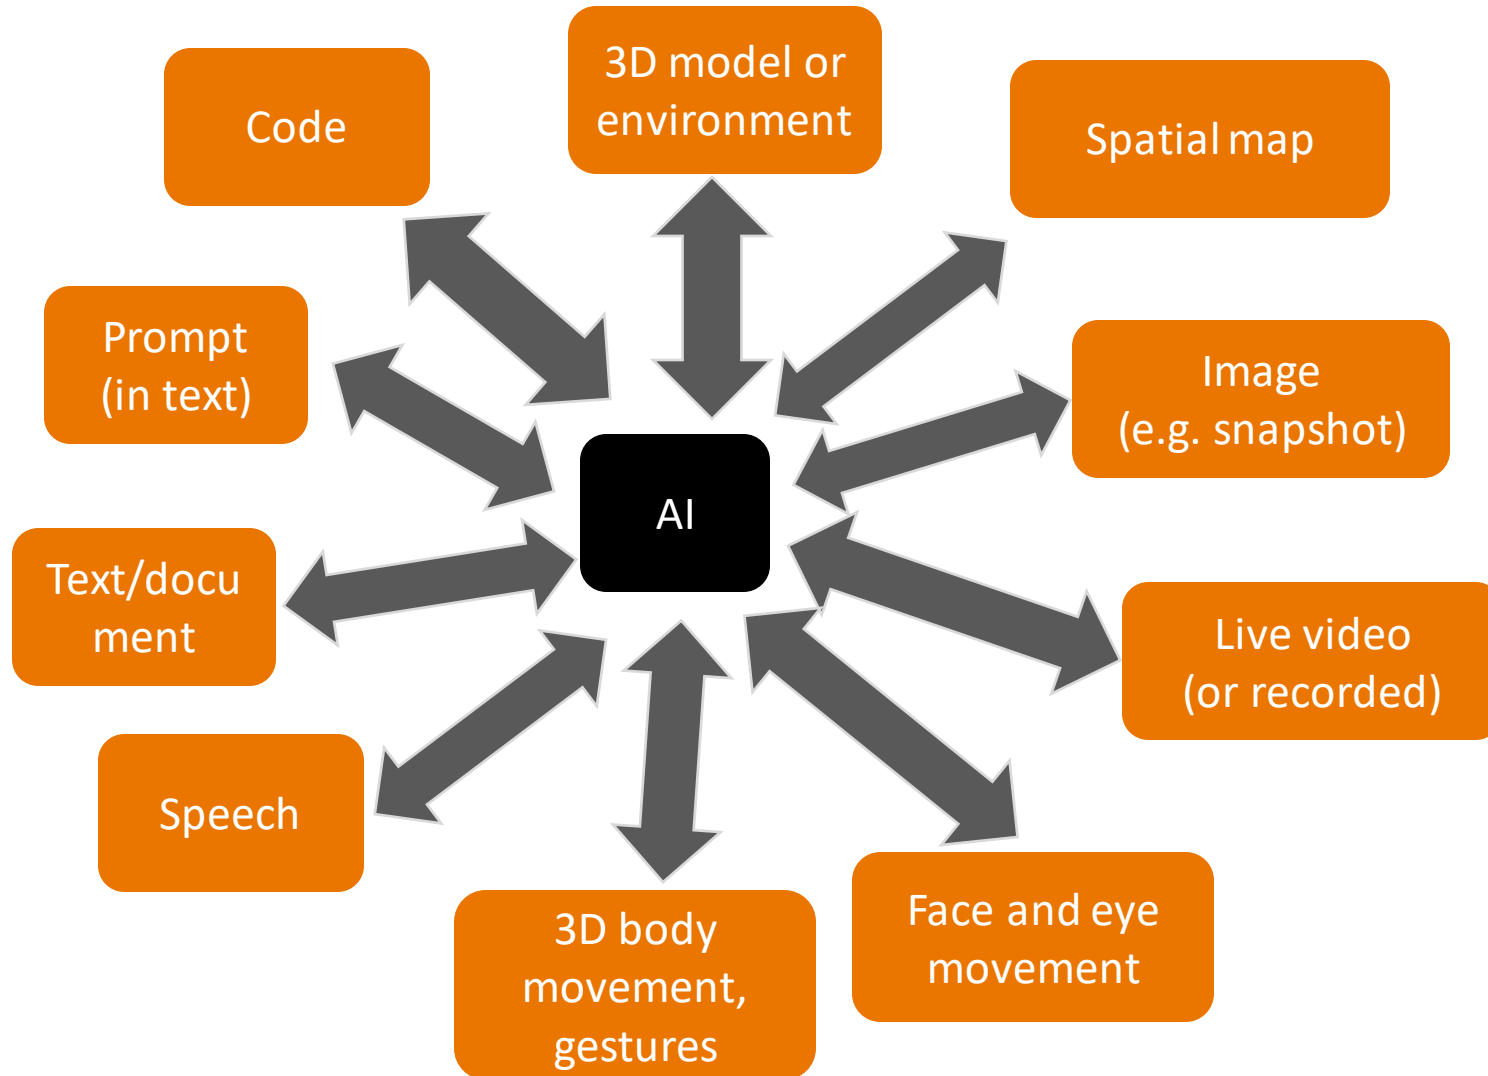 Code
3D model or
environment
Spatial map
Prompt
(in text)
Image
(e.g. snapshot)
AI
Text/docu
ment
Live video
(or recorded)
Speech
Face and eye
movement
3D body
movement,
gestures